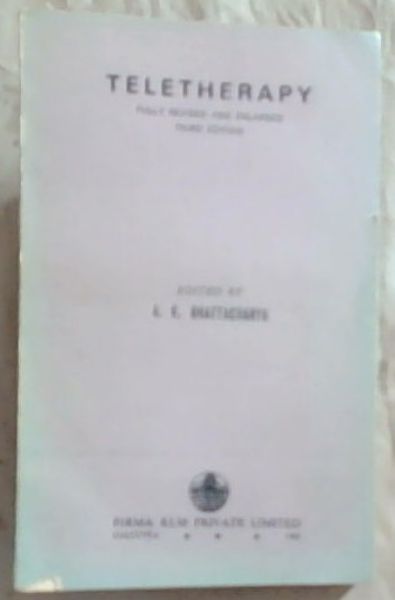 TELETHERAPY
FULLY REVISED AND ENLARGED
THIRD EDITION
EDITED BY
A. K. BHATTACHARYA
FIRMA KLM PRIVATE LIMITED
CALCUTTA * * *